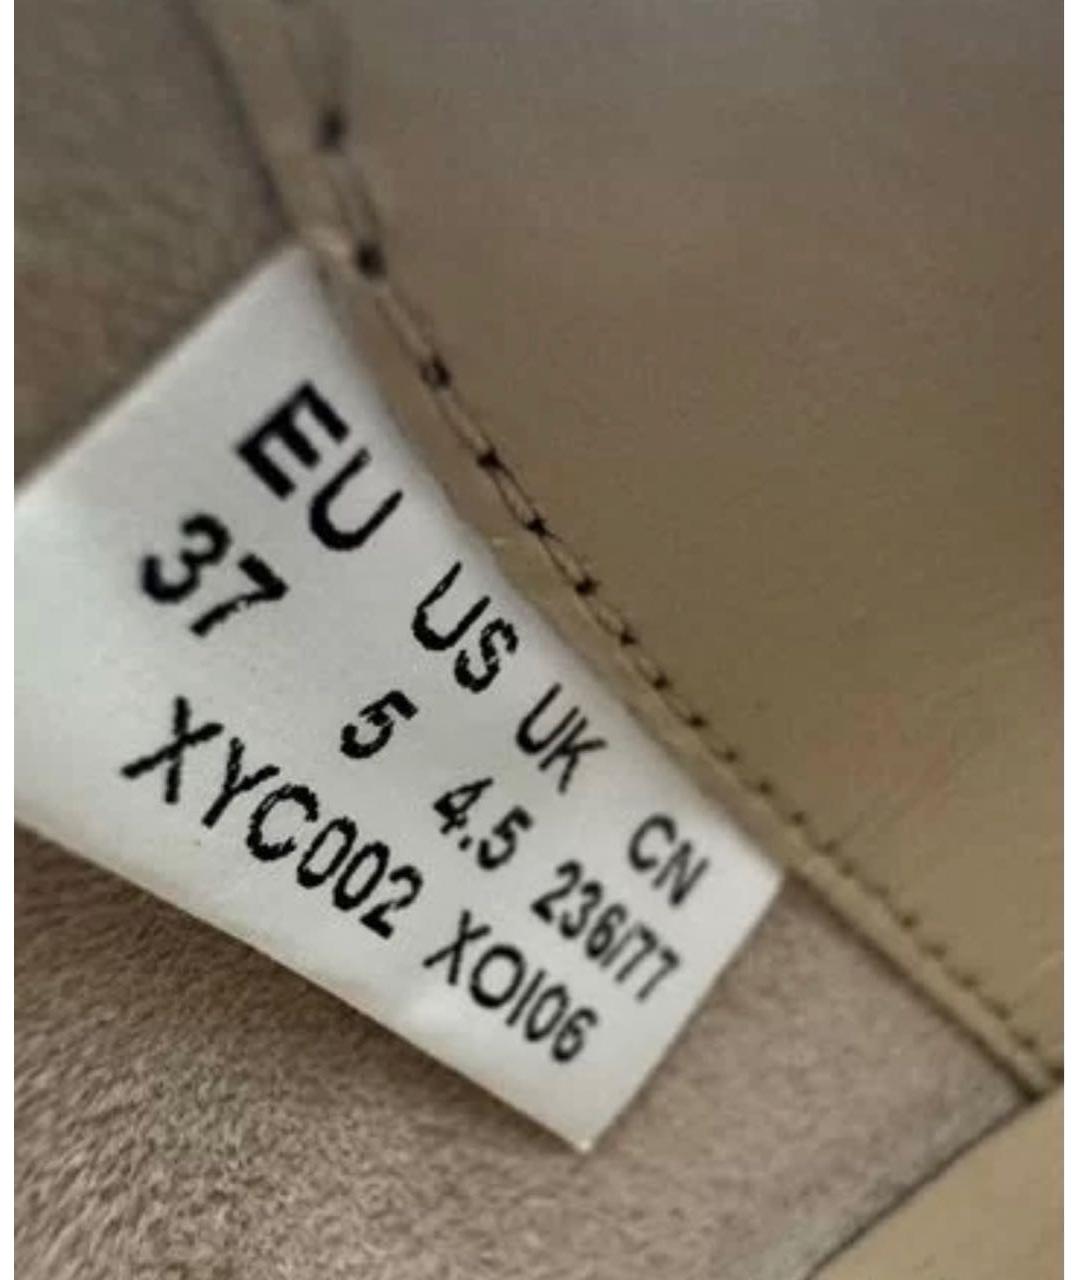 EU US UK CN
37 5 4.5 236/77
XYC002 XOI06